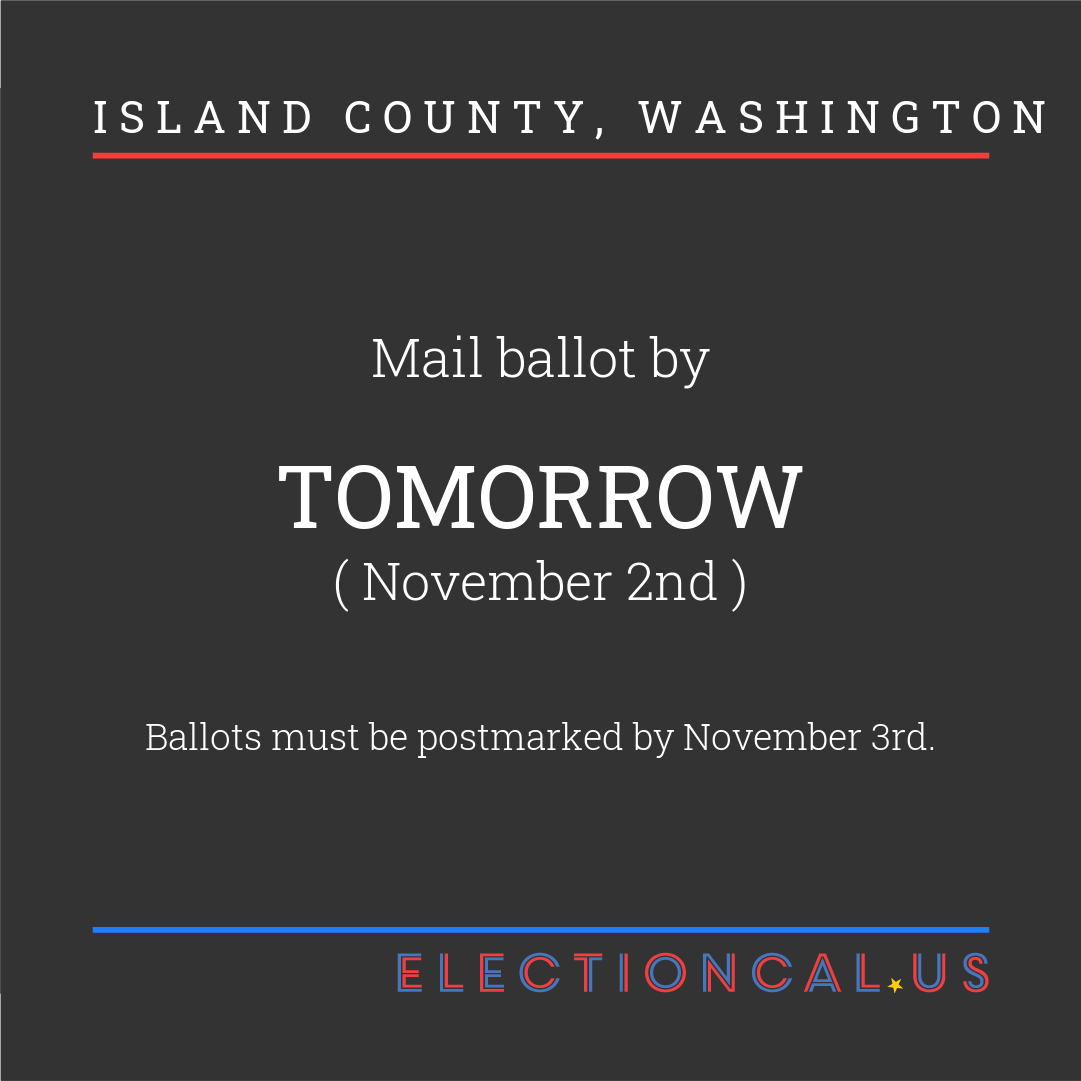 ISLAND COUNTY, WASHINGTON
Mail ballot by
TOMORROW
( November 2nd )
Ballots must be postmarked by November 3rd.
ELECTIONCAL.US